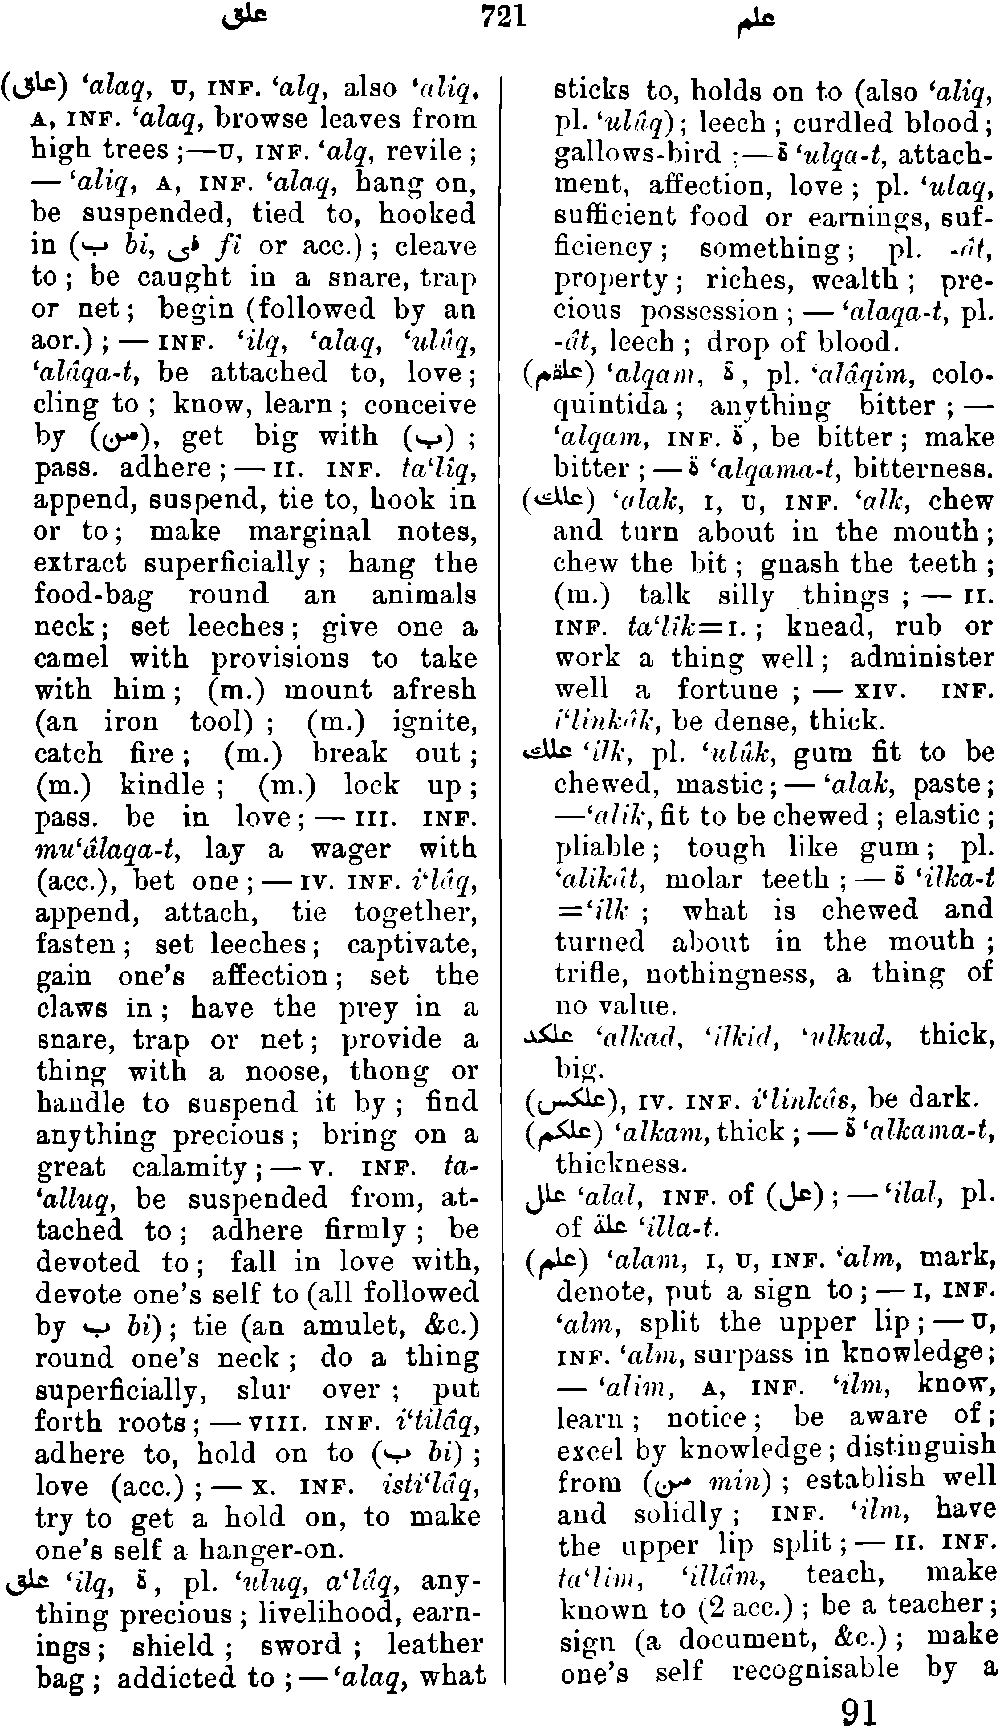 علق 721 علم
(علق) ‘alaq, U, INF. ‘alq, also ‘aliq,
A, INF. ‘alaq, browse leaves from
high trees ;—U, INF. ‘alq, revile ;
— ‘aliq, A, INF. ‘alaq, hang on,
be suspended, tied to, hooked
in (ب bi, فى fî or acc.) ; cleave
to ; be caught in a snare, trap
or net ; begin (followed by an
aor.) ; — INF. ‘ilq, ‘alaq, ‘ulûq,
‘alâqa-t, be attached to, love ;
cling to ; know, learn ; conceive
by (من), get big with (ب) ;
pass. adhere ; — II. INF. ta‘lîq,
append, suspend, tie to, hook in
or to ; make marginal notes,
extract superficially ; hang the
food-bag round an animals
neck ; set leeches ; give one a
camel with provisions to take
with him ; (m.) mount afresh
(an iron tool) ; (m.) ignite,
catch fire ; (m.) break out ;
(m.) kindle ; (m.) lock up ;
pass. be in love ; — III. INF.
mu‘âlaqa-t, lay a wager with
(acc.), bet one ; — IV. INF. i‘lâq,
append, attach, tie together,
fasten ; set leeches ; captivate,
gain one's affection ; set the
claws in ; have the prey in a
snare, trap or net ; provide a
thing with a noose, thong or
handle to suspend it by ; find
anything precious ; bring on a
great calamity ; — V. INF. ta-
‘alluq, be suspended from, at-
tached to ; adhere firmly ; be
devoted to ; fall in love with,
devote one's self to (all followed
by ب bi) ; tie (an amulet, &c.)
round one's neck ; do a thing
superficially, slur over ; put
forth roots ; — VIII. INF. i‘tilâq,
adhere to, hold on to (ب bi) ;
love (acc.) ; — X. INF. isti‘lâq,
try to get a hold on, to make
one's self a hanger-on.
علق ‘ilq, ة, pl. ‘uluq, a‘lâq, any-
thing precious ; livelihood, earn-
ings ; shield ; sword ; leather
bag ; addicted to ; — ‘alaq, what
sticks to, holds on to (also ‘aliq,
pl. ‘ulâq) ; leech ; curdled blood ;
gallows-bird ; — ة ‘ulqa-t, attach-
ment, affection, love ; pl. ‘ulaq,
sufficient food or earnings, suf-
ficiency ; something ; pl. -ât,
property ; riches, wealth ; pre-
cious possession ; — ‘alaqa-t, pl.
-ât, leech ; drop of blood.
(علقم) ‘alqam, ة, pl. ‘alâqim, colo-
quintida ; anything bitter ; —
‘alqam, INF. ة, be bitter ; make
bitter ; — ة ‘alqama-t, bitterness.
(علك) ‘alak, I, U, INF. ‘alk, chew
and turn about in the mouth ;
chew the bit ; gnash the teeth ;
(m.) talk silly things ; — II.
INF. ta‘lîk=I. ; knead, rub or
work a thing well ; administer
well a fortune ; — XIV. INF.
i‘linkâk, be dense, thick.
علك ‘ilk, pl. ‘ulûk, gum fit to be
chewed, mastic ; — ‘alak, paste ;
—‘alik, fit to be chewed ; elastic ;
pliable ; tough like gum ; pl.
‘alikât, molar teeth ; — ة ‘ilka-t
=‘ilk ; what is chewed and
turned about in the mouth ;
trifle, nothingness, a thing of
no value.
علكد ‘alkad, ‘ilkid, ‘ulkud, thick,
big.
(علكس), IV. INF. i‘linkâs, be dark.
(علكم) ‘alkam, thick ; — ة ‘alkama-t,
thickness.
علل ‘alal, INF. of (عل) ; — ‘ilal, pl.
of علة ‘illa-t.
(علم) ‘alam, I, U, INF. ‘alm, mark,
denote, put a sign to ; — I, INF.
‘alm, split the upper lip ; — U,
INF. ‘alm, surpass in knowledge ;
— ‘alim, A, INF. ‘ilm, know,
learn ; notice ; be aware of ;
excel by knowledge ; distinguish
from (من min) ; establish well
and solidly ; INF. ‘ilm, have
the upper lip split ; — II. INF.
ta‘lîm, ‘illâm, teach, make
known to (2 acc.) ; be a teacher ;
sign (a document, &c.) ; make
one's self recognisable by a
91